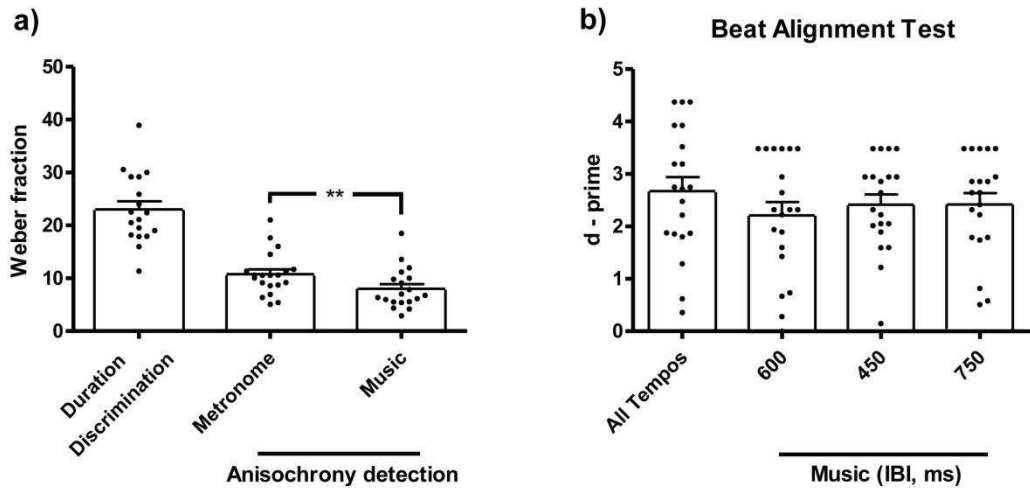 a)
50
40
30
20
10
0
Weber fraction
**
Duration
Discrimination
Metronome
Music
Anisochrony detection
b)
Beat Alignment Test
5
4
3
2
1
0
d - prime
All Tempos
600
450
750
Music (IBI, ms)